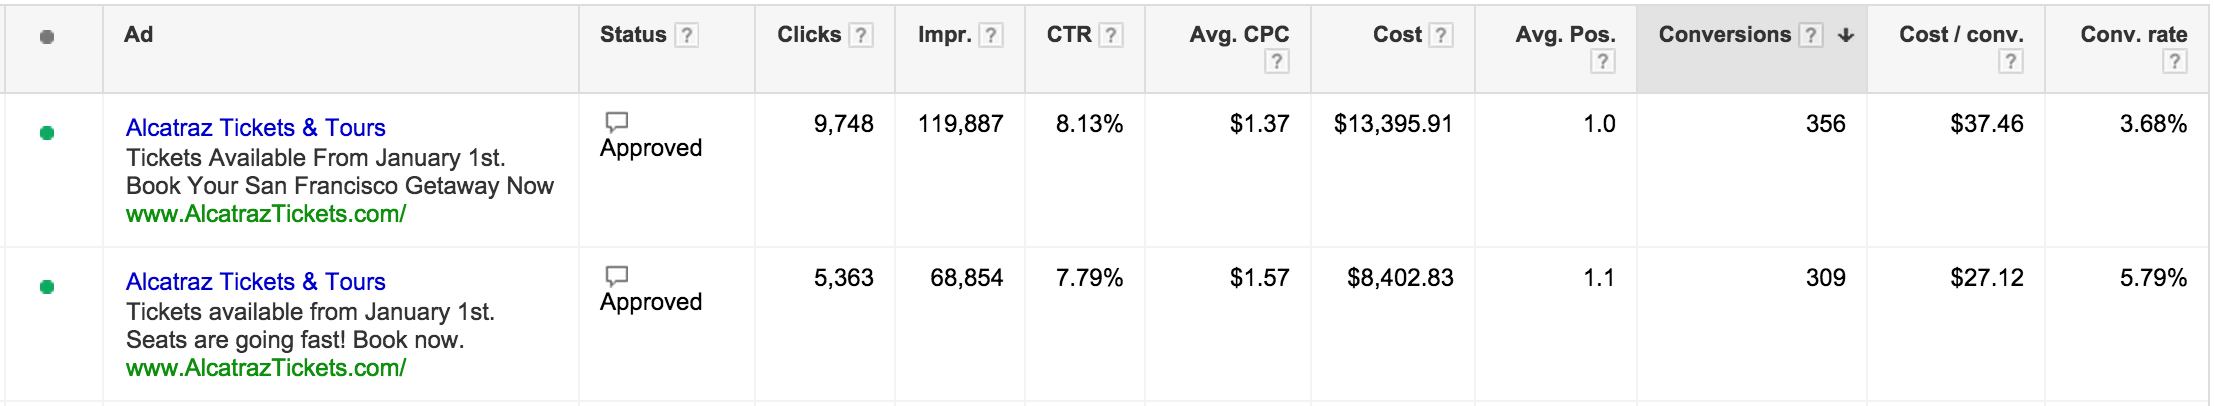 Ad Status ? Clicks ? Impr. ? CTR ? Avg. CPC ? Cost ? Avg. Pos. ? Conversions ? ↓ Cost / conv. ? Conv. rate ?
Alcatraz Tickets & Tours
Tickets Available From January 1st.
Book Your San Francisco Getaway Now
www.AlcatrazTickets.com/
Approved
9,748 119,887 8.13% $1.37 $13,395.91 1.0 356 $37.46 3.68%
Alcatraz Tickets & Tours
Tickets available from January 1st.
Seats are going fast! Book now.
www.AlcatrazTickets.com/
Approved
5,363 68,854 7.79% $1.57 $8,402.83 1.1 309 $27.12 5.79%